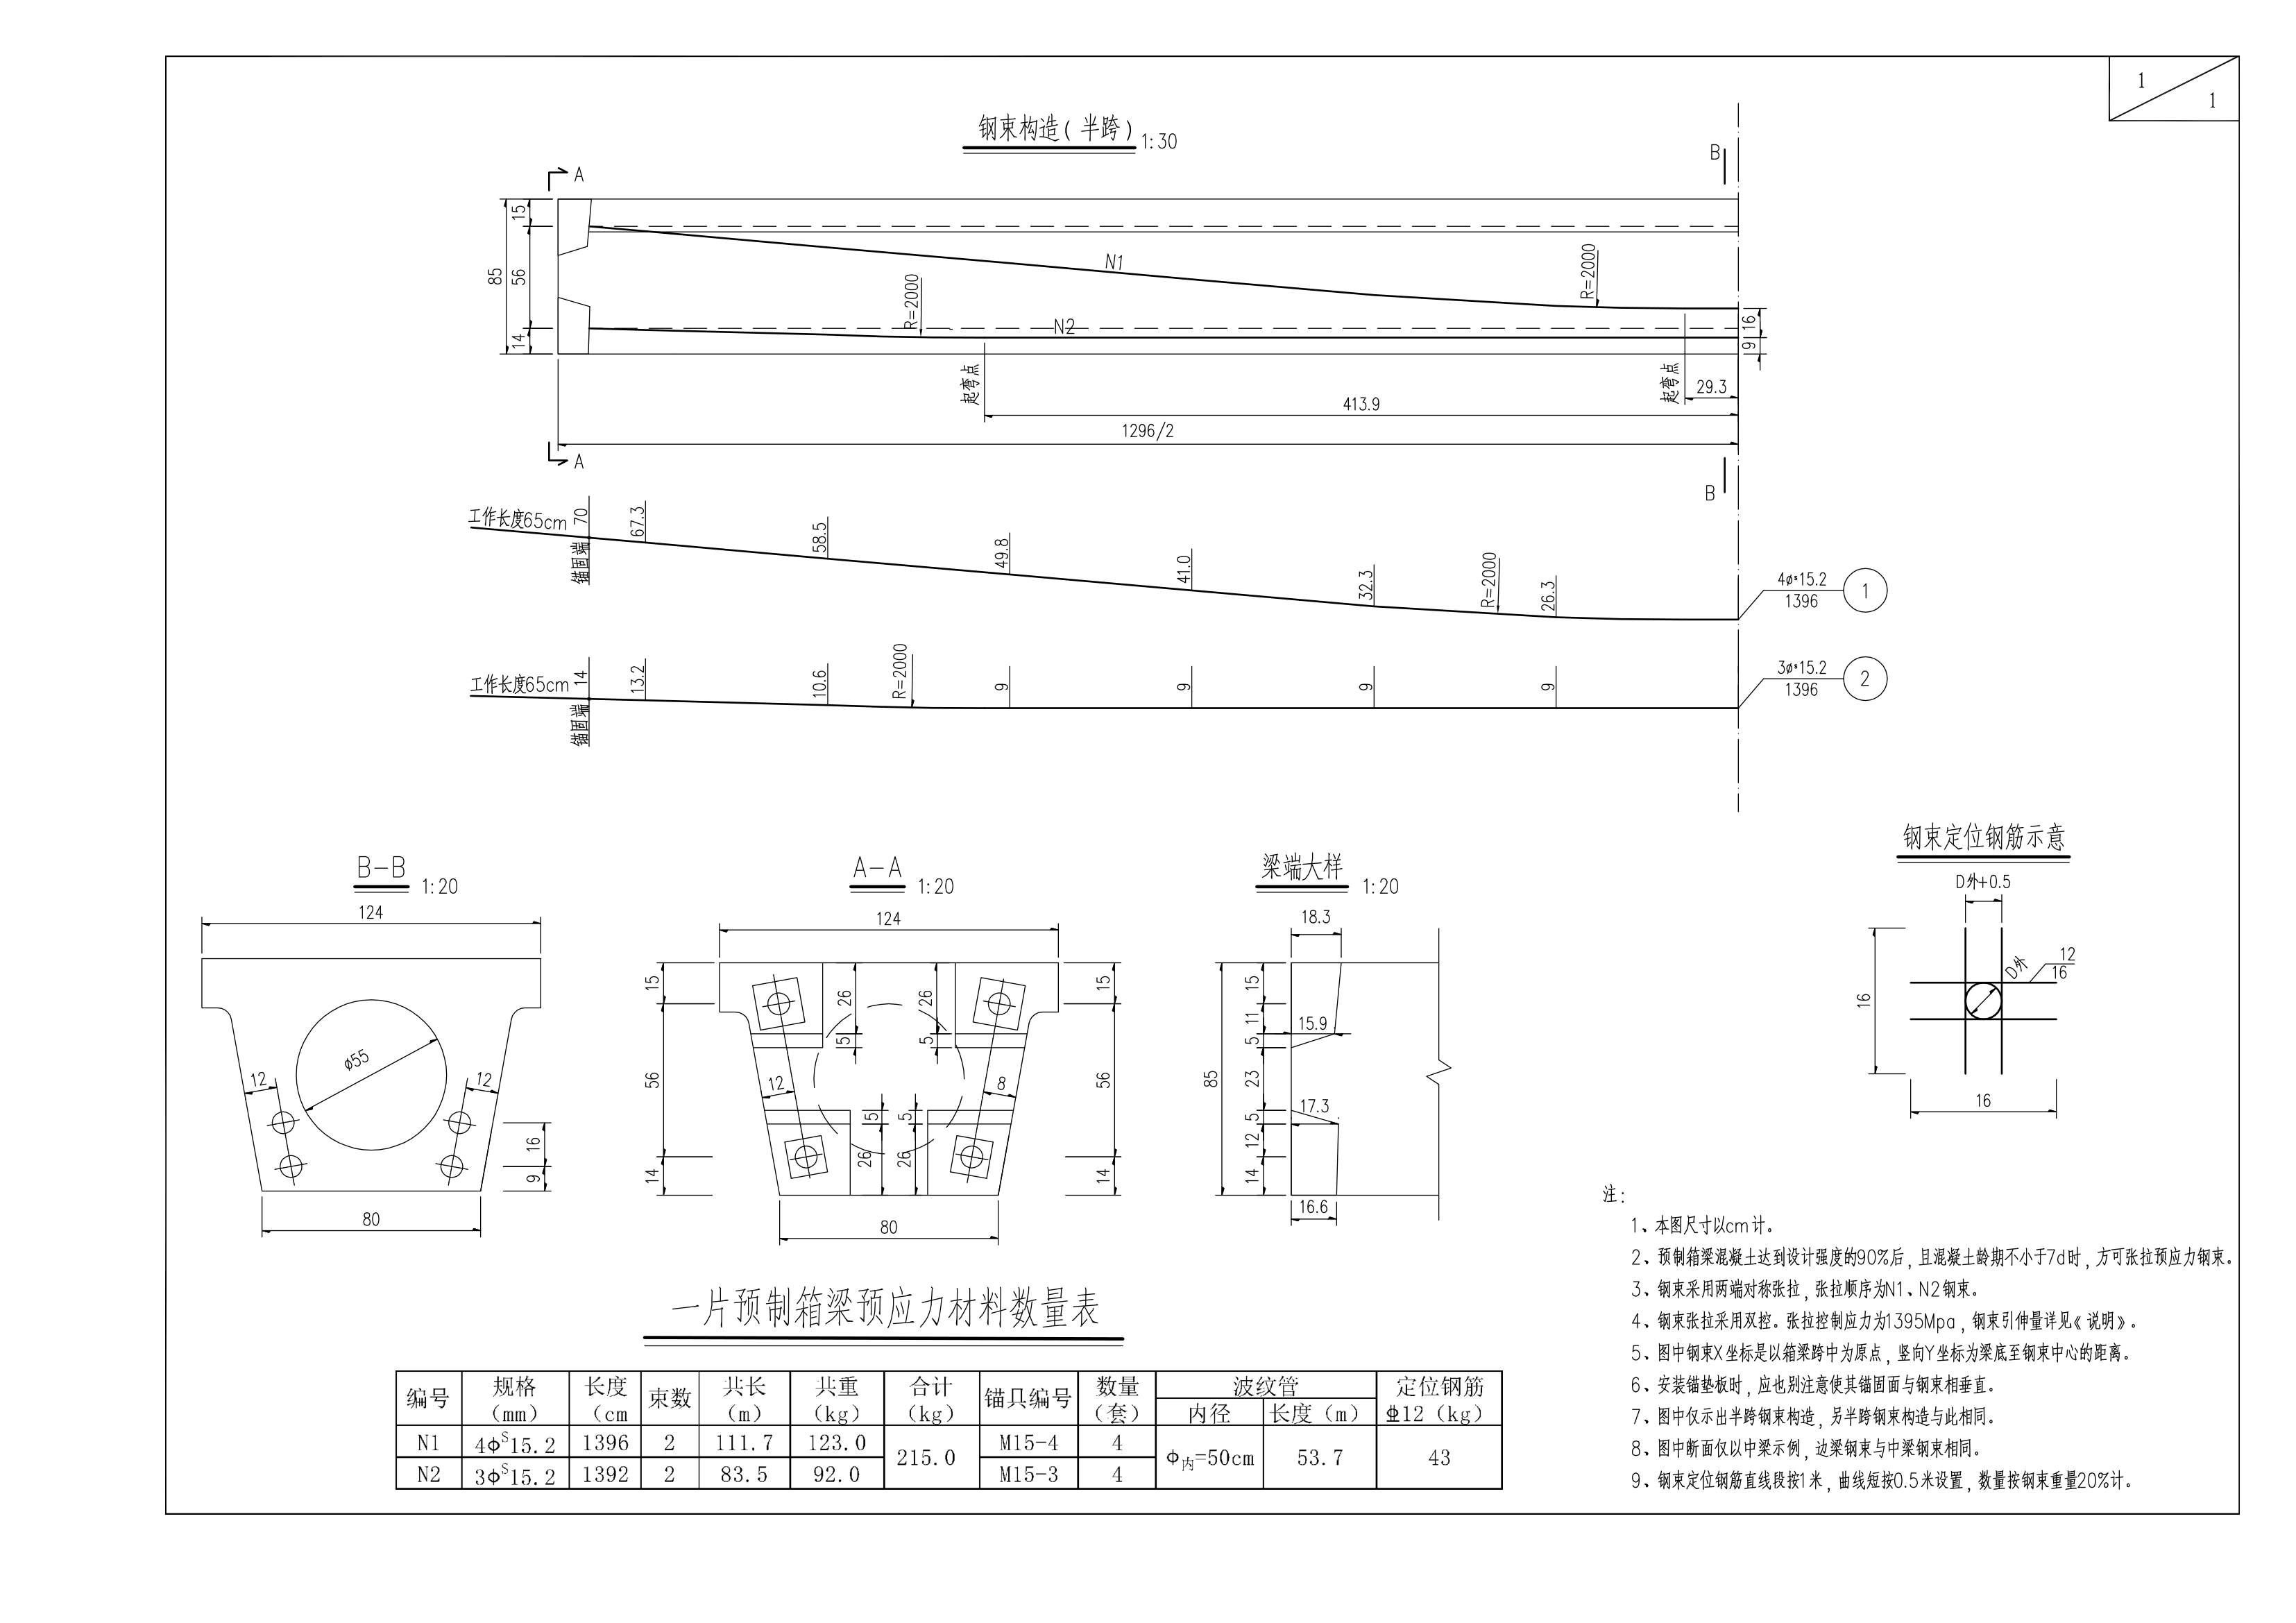 1
1
钢束构造(半跨) 1:30
A
B
15
85
56
14
N1
R=2000
R=2000
N2
16
9
起弯点
起弯点
29.3
413.9
1296/2
A
B
工作长度65cm
锚固端
70
67.3
58.5
49.8
41.0
32.3
R=2000
26.3
4φˢ15.2
1396
1
工作长度65cm
锚固端
14
13.2
10.6
R=2000
9
9
9
9
3φˢ15.2
1396
2
B-B 1:20
124
φ55
12
12
16
9
80
A-A 1:20
124
15
56
14
26
26
5
5
12
8
5
5
26
26
15
56
14
80
梁端大样 1:20
18.3
15
11
5
23
5
12
14
85
15.9
17.3
16.6
钢束定位钢筋示意
D外+0.5
D外
12
16
16
16
一片预制箱梁预应力材料数量表
编号 规格(mm) 长度(cm 束数 共长(m) 共重(kg) 合计(kg) 锚具编号 数量(套) 波纹管 定位钢筋
内径 长度(m) Φ12(kg)
N1 4φˢ15.2 1396 2 111.7 123.0 215.0 M15-4 4 φ内=50cm 53.7 43
N2 3φˢ15.2 1392 2 83.5 92.0 M15-3 4
注:
1、本图尺寸以cm计。
2、预制箱梁混凝土达到设计强度的90%后,且混凝土龄期不小于7d时,方可张拉预应力钢束。
3、钢束采用两端对称张拉,张拉顺序为N1、N2钢束。
4、钢束张拉采用双控。张拉控制应力为1395Mpa,钢束引伸量详见《说明》。
5、图中钢束X坐标是以箱梁跨中为原点,竖向Y坐标为梁底至钢束中心的距离。
6、安装锚垫板时,应也别注意使其锚固面与钢束相垂直。
7、图中仅示出半跨钢束构造,另半跨钢束构造与此相同。
8、图中断面仅以中梁示例,边梁钢束与中梁钢束相同。
9、钢束定位钢筋直线段按1米,曲线短按0.5米设置,数量按钢束重量20%计。